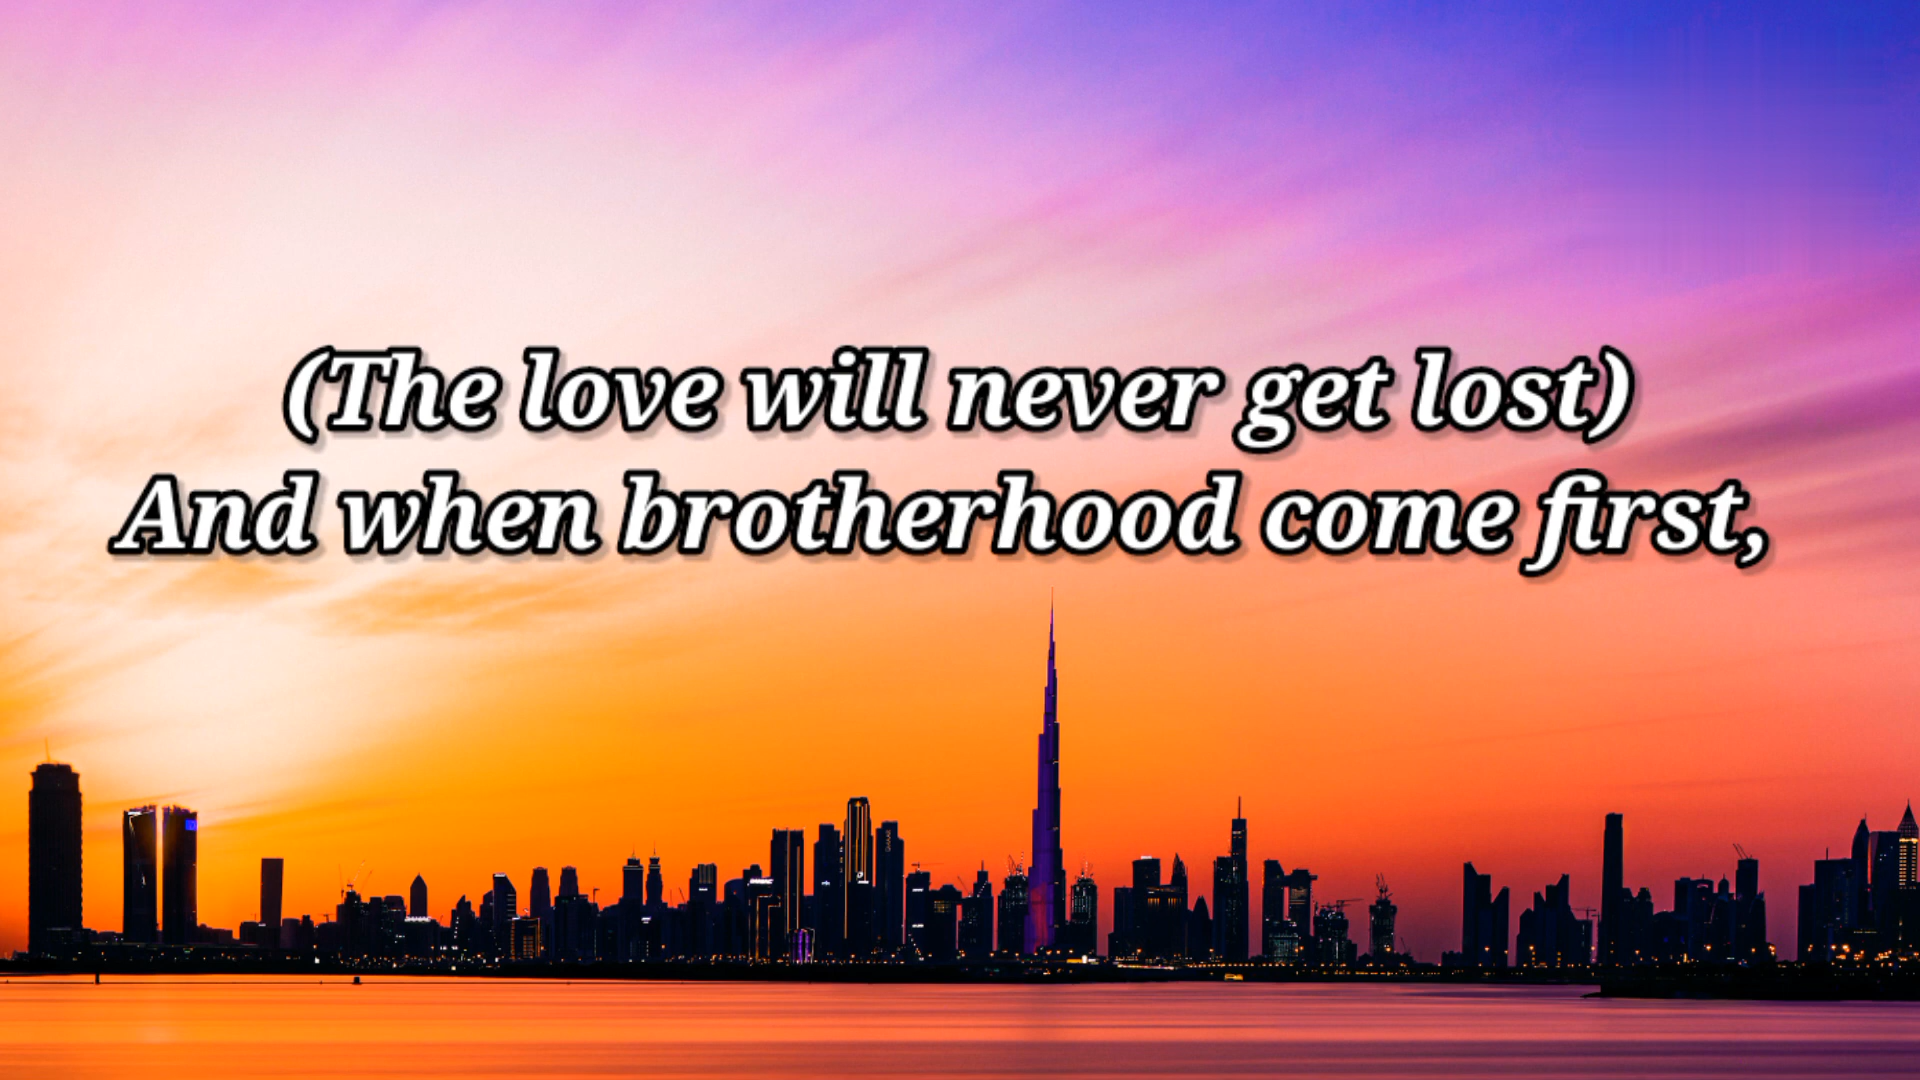 (The love will never get lost)
And when brotherhood come first,